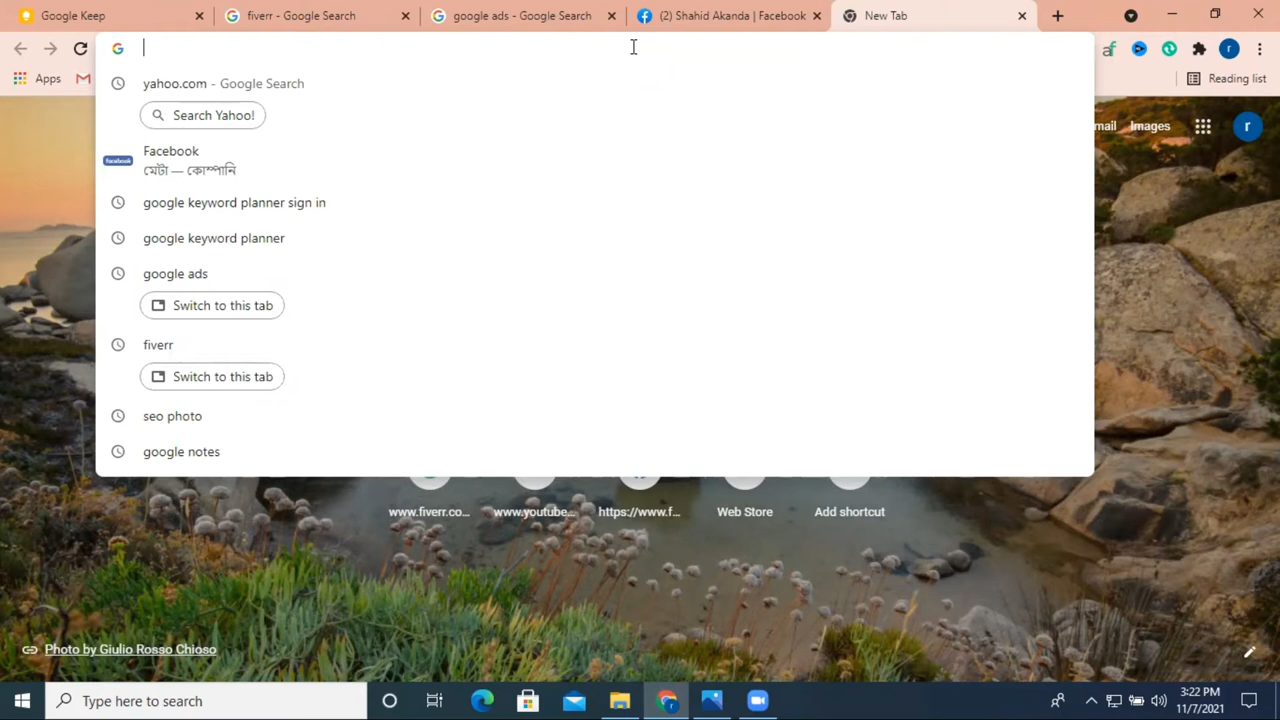 Google Keep
fiverr - Google Search
google ads - Google Search
(2) Shahid Akanda | Facebook
New Tab
Apps
Reading list
yahoo.com - Google Search
Search Yahoo!
facebook
Facebook
মেটা — কোম্পানি
google keyword planner sign in
google keyword planner
google ads
Switch to this tab
fiverr
Switch to this tab
seo photo
google notes
mail
Images
r
www.fiverr.co...
www.youtube...
https://www.f...
Web Store
Add shortcut
Photo by Giulio Rosso Chioso
Type here to search
3:22 PM
11/7/2021